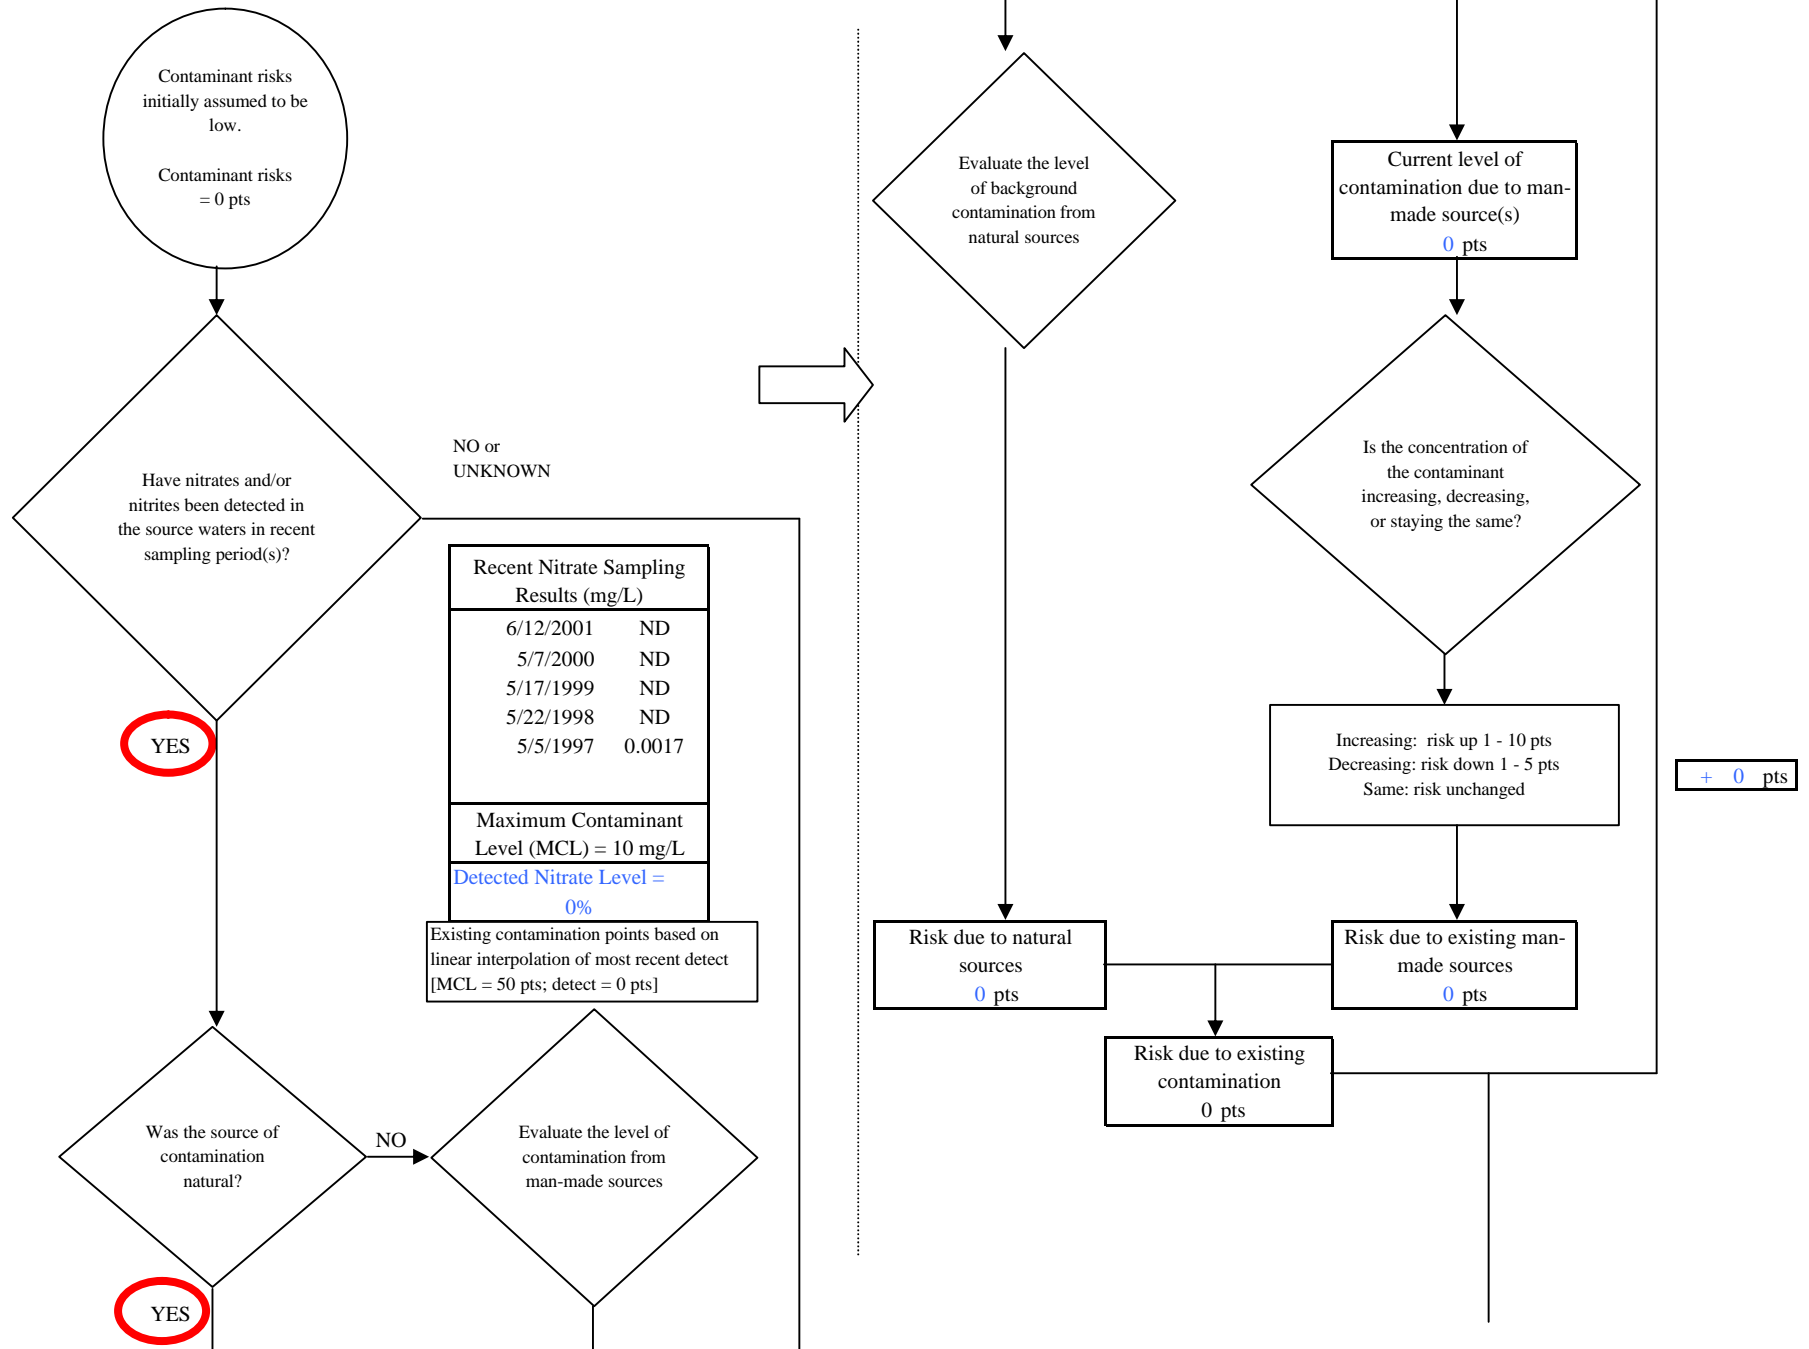 Contaminant risks
initially assumed to be
low.
Contaminant risks
= 0 pts
Have nitrates and/or
nitrites been detected in
the source waters in recent
sampling period(s)?
NO or
UNKNOWN
YES
Recent Nitrate Sampling
Results (mg/L)
6/12/2001 ND
5/7/2000 ND
5/17/1999 ND
5/22/1998 ND
5/5/1997 0.0017
Maximum Contaminant
Level (MCL) = 10 mg/L
Detected Nitrate Level =
0%
Existing contamination points based on
linear interpolation of most recent detect
[MCL = 50 pts; detect = 0 pts]
Was the source of
contamination
natural?
NO
Evaluate the level of
contamination from
man-made sources
YES
Evaluate the level
of background
contamination from
natural sources
Current level of
contamination due to man-
made source(s)
0 pts
Is the concentration of
the contaminant
increasing, decreasing,
or staying the same?
Increasing: risk up 1 - 10 pts
Decreasing: risk down 1 - 5 pts
Same: risk unchanged
+ 0 pts
Risk due to natural
sources
0 pts
Risk due to existing man-
made sources
0 pts
Risk due to existing
contamination
0 pts